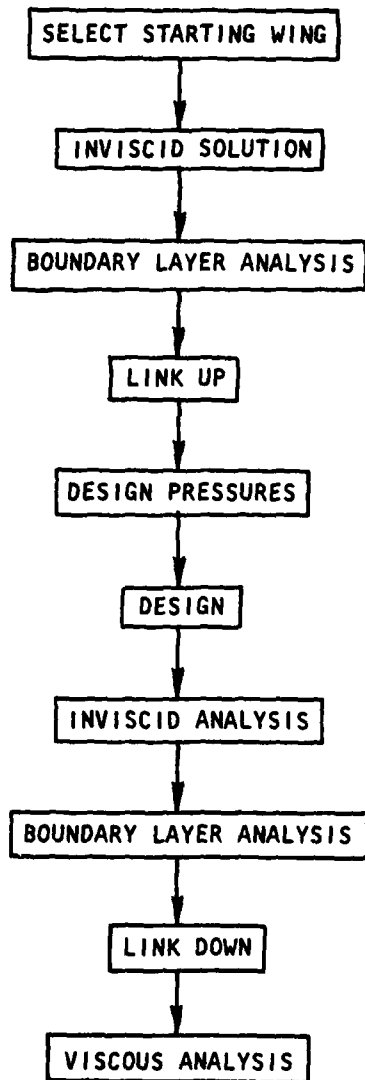 SELECT STARTING WING
INVISCID SOLUTION
BOUNDARY LAYER ANALYSIS
LINK UP
DESIGN PRESSURES
DESIGN
INVISCID ANALYSIS
BOUNDARY LAYER ANALYSIS
LINK DOWN
VISCOUS ANALYSIS